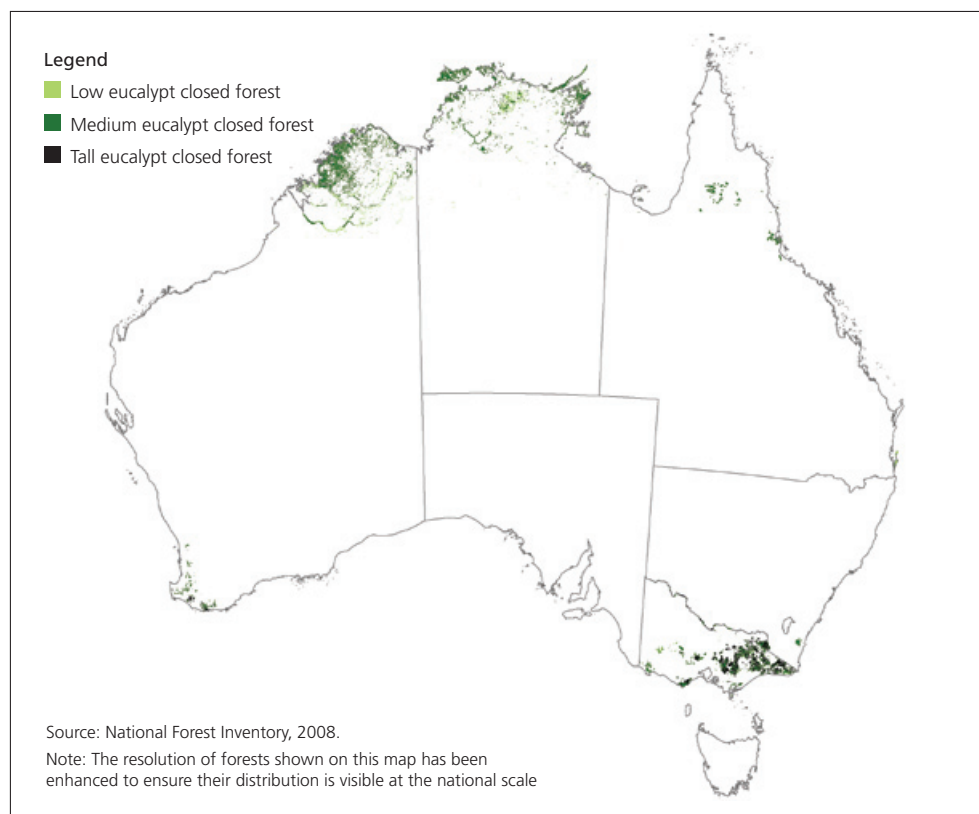 Legend
Low eucalypt closed forest
Medium eucalypt closed forest
Tall eucalypt closed forest
Source: National Forest Inventory, 2008.
Note: The resolution of forests shown on this map has been
enhanced to ensure their distribution is visible at the national scale